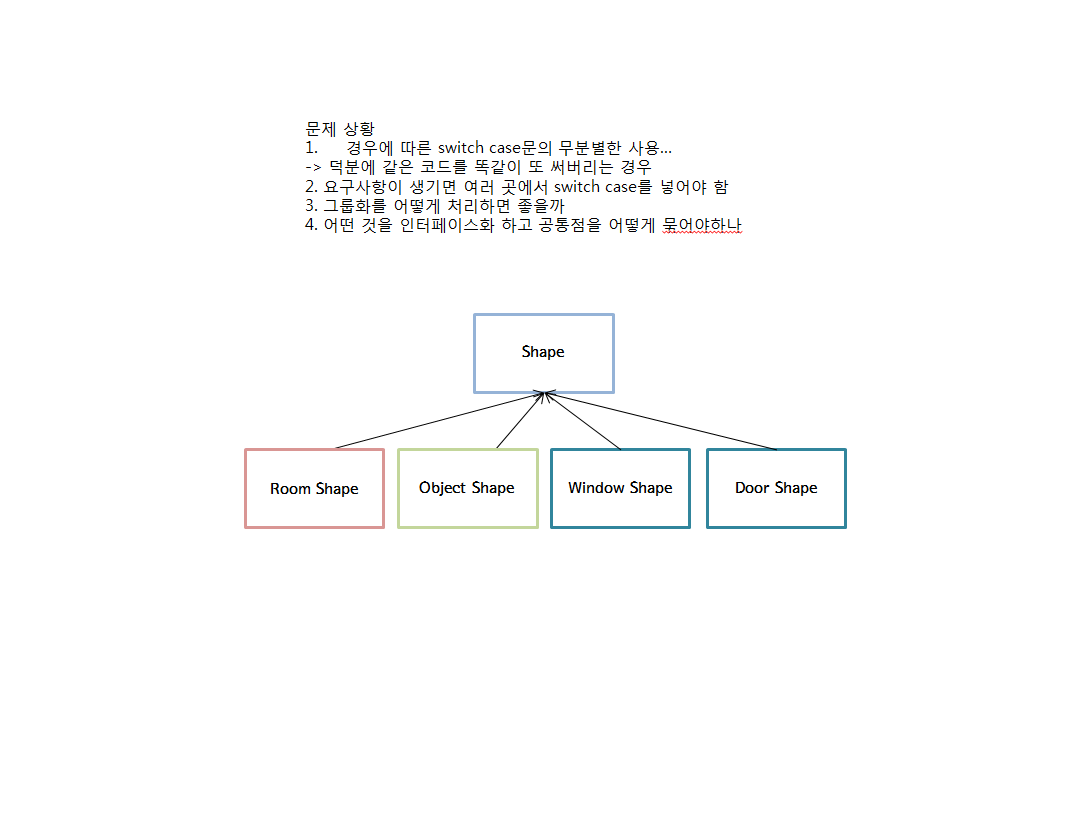 문제 상황
1. 경우에 따른 switch case문의 무분별한 사용...
-> 덕분에 같은 코드를 똑같이 또 써버리는 경우
2. 요구사항이 생기면 여러 곳에서 switch case를 넣어야 함
3. 그룹화를 어떻게 처리하면 좋을까
4. 어떤 것을 인터페이스화 하고 공통점을 어떻게 묶어야하나
Shape
Room Shape
Object Shape
Window Shape
Door Shape